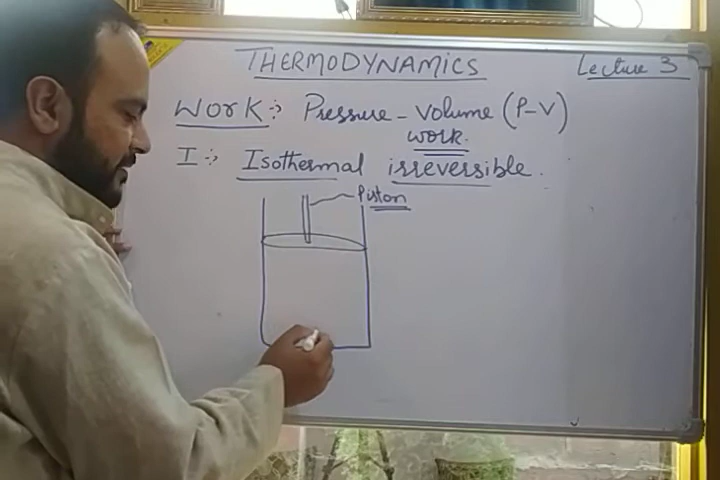 THERMODYNAMICS
Lecture 3
WORK:- Pressure - Volume (P-V)
work.
I :- Isothermal irreversible.
Piston